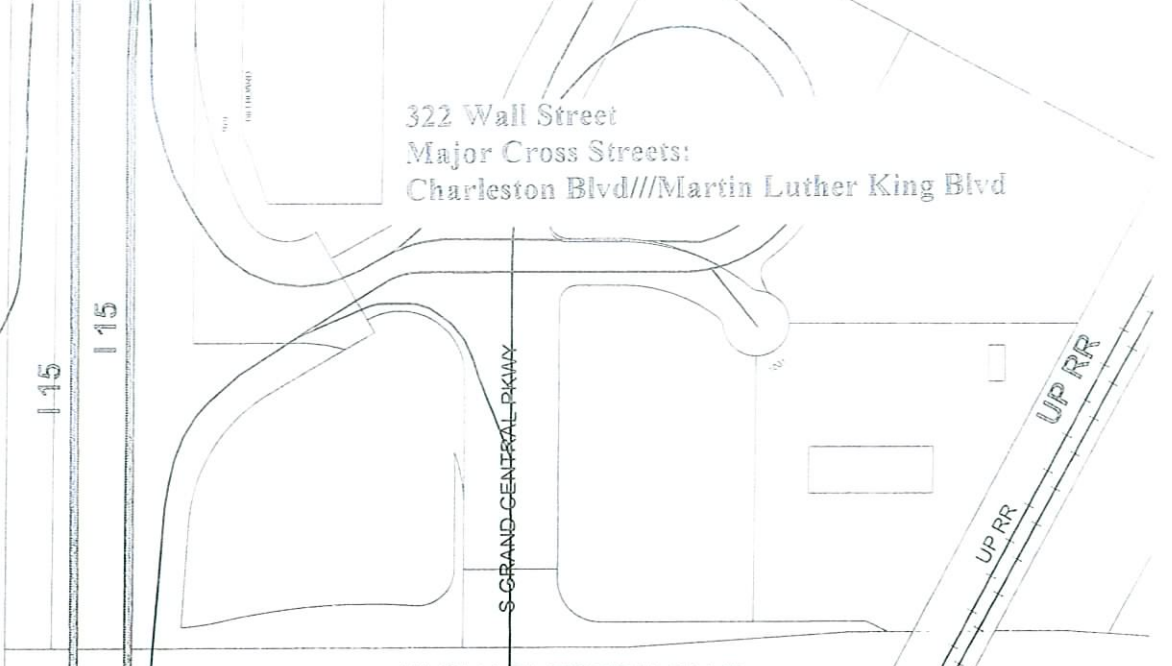 322 Wall Street
Major Cross Streets:
Charleston Blvd///Martin Luther King Blvd
I 15
I 15
S GRAND CENTRAL PKWY
UP RR
UP RR